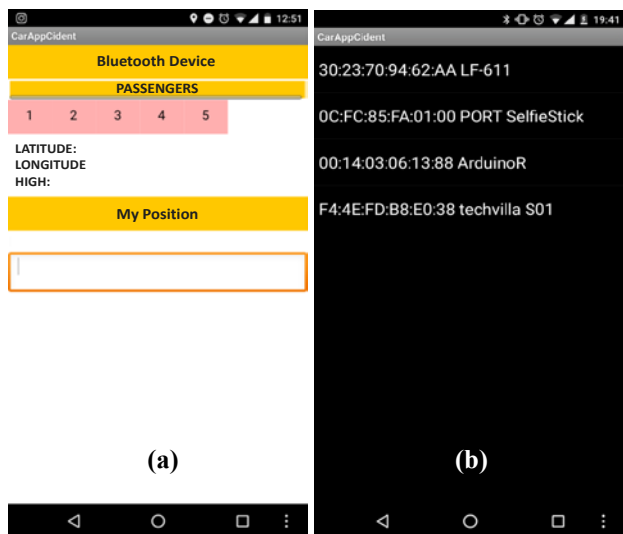 12:51
CarAppCident
Bluetooth Device
PASSENGERS
1 2 3 4 5
LATITUDE:
LONGITUDE
HIGH:
My Position
(a)
19:41
CarAppCident
30:23:70:94:62:AA LF-611
0C:FC:85:FA:01:00 PORT SelfieStick
00:14:03:06:13:88 ArduinoR
F4:4E:FD:B8:E0:38 techvilla S01
(b)